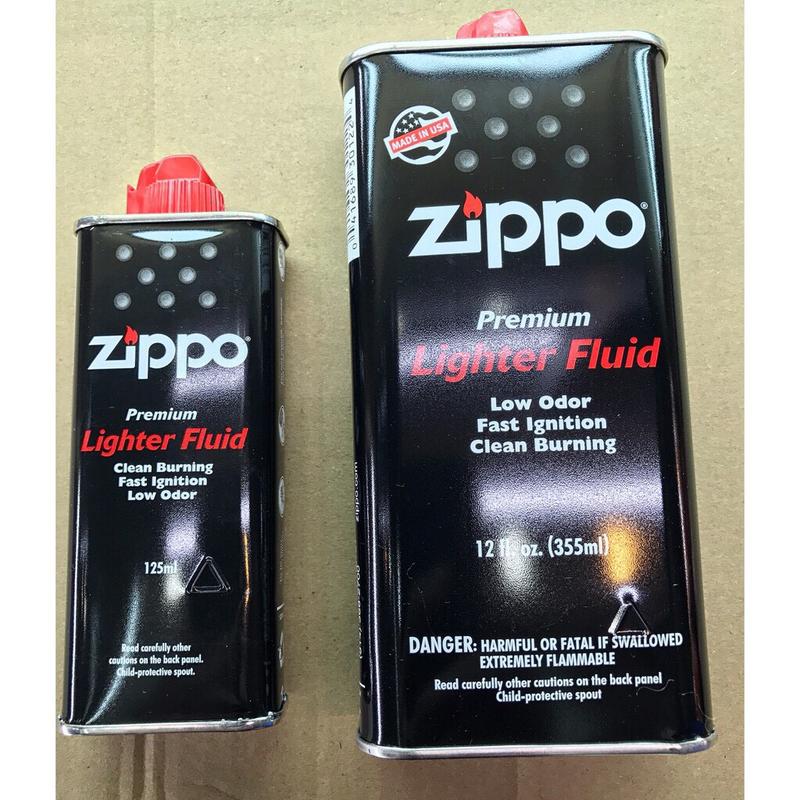 zippo
Premium
Lighter Fluid
Clean Burning
Fast Ignition
Low Odor
125ml
Read carefully other
cautions on the back panel.
Child-protective spout.
MADE IN USA
zippo®
Premium
Lighter Fluid
Low Odor
Fast Ignition
Clean Burning
12 fl. oz. (355ml)
DANGER: HARMFUL OR FATAL IF SWALLOWED
EXTREMELY FLAMMABLE
Read carefully other cautions on the back panel
Child-protective spout
zippo.com